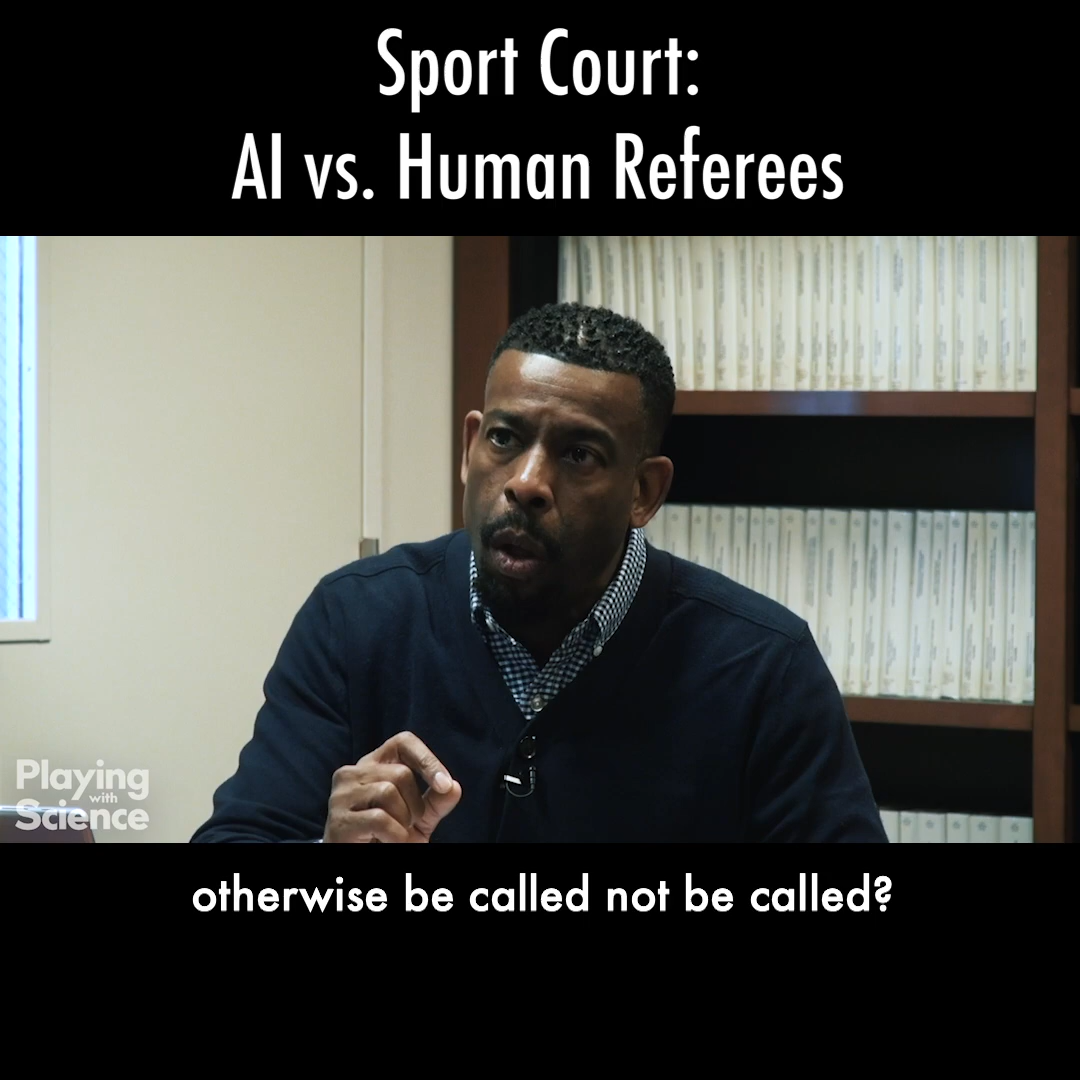 Sport Court:
AI vs. Human Referees
Playing
with
Science
otherwise be called not be called?